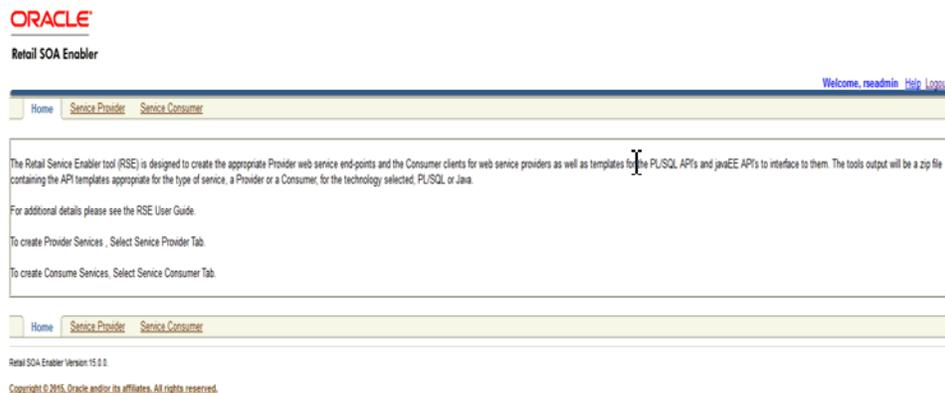 ORACLE
Retail SOA Enabler
Welcome, rseadmin Help Logou
Home Service Provider Service Consumer
The Retail Service Enabler tool (RSE) is designed to create the appropriate Provider web service end-points and the Consumer clients for web service providers as well as templates for the PL/SQL API's and javaEE API's to interface to them. The tools output will be a zip file
containing the API templates appropriate for the type of service, a Provider or a Consumer, for the technology selected, PL/SQL or Java.
For additional details please see the RSE User Guide.
To create Provider Services , Select Service Provider Tab.
To create Consume Services, Select Service Consumer Tab.
Home Service Provider Service Consumer
Retail SOA Enabler Version:15.0.0.
Copyright © 2015, Oracle and/or its affiliates. All rights reserved.